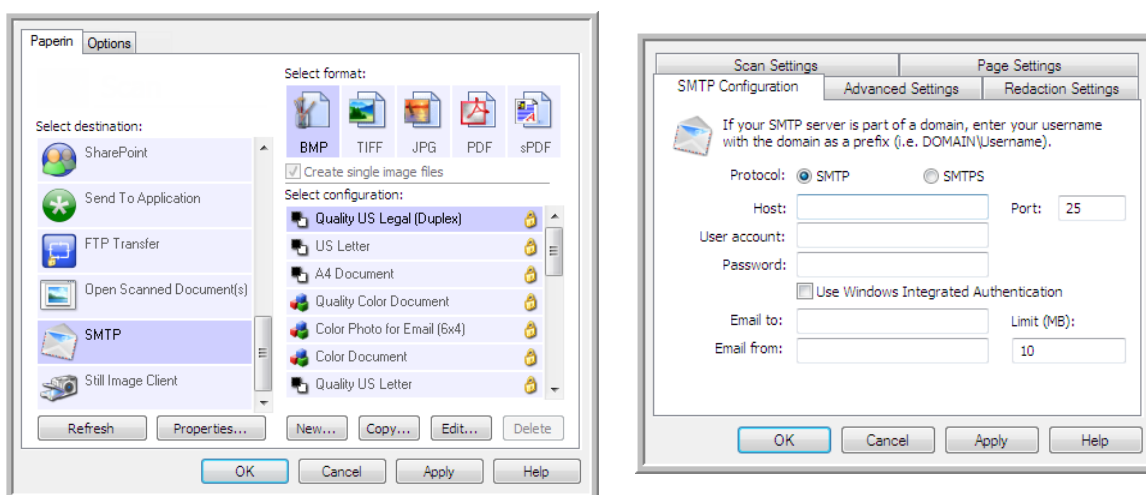 Paperin Options
Select format:
BMP TIFF JPG PDF sPDF
Create single image files
Select destination:
SharePoint
Send To Application
FTP Transfer
Open Scanned Document(s)
SMTP
Still Image Client
Select configuration:
Quality US Legal (Duplex)
US Letter
A4 Document
Quality Color Document
Color Photo for Email (6x4)
Color Document
Quality US Letter
Refresh Properties... New... Copy... Edit... Delete
OK Cancel Apply Help
Scan Settings Page Settings
SMTP Configuration Advanced Settings Redaction Settings
If your SMTP server is part of a domain, enter your username
with the domain as a prefix (i.e. DOMAIN\Username).
Protocol: SMTP SMTPS
Host: Port: 25
User account:
Password:
Use Windows Integrated Authentication
Email to: Limit (MB):
Email from: 10
OK Cancel Apply Help